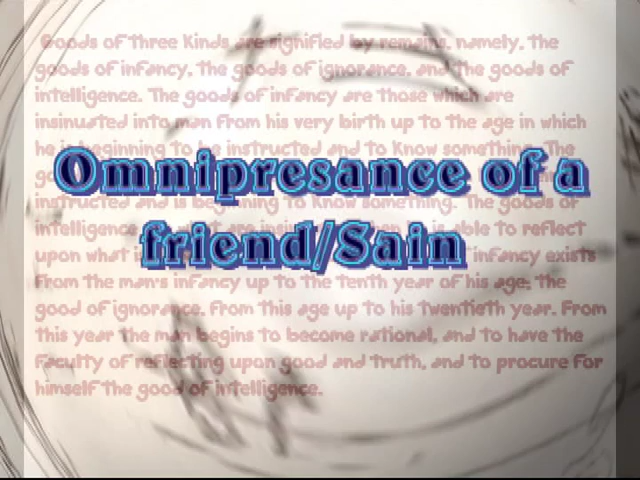 Goods of three kinds are signified by remains, namely, the
goods of infancy, the goods of ignorance, and the goods of
intelligence. The goods of infancy are those which are
insinuated into man from his very birth up to the age in which
he is beginning to be instructed and to know something. The
Omnipresance of a
instructed and is beginning to know something. The goods of
intelligence
friend/Sain
able to reflect
upon what
infancy exists
from the man's infancy up to the tenth year of his age, the
good of ignorance, from this age up to his twentieth year. From
this year the man begins to become rational, and to have the
faculty of reflecting upon good and truth, and to procure for
himself the good of intelligence.